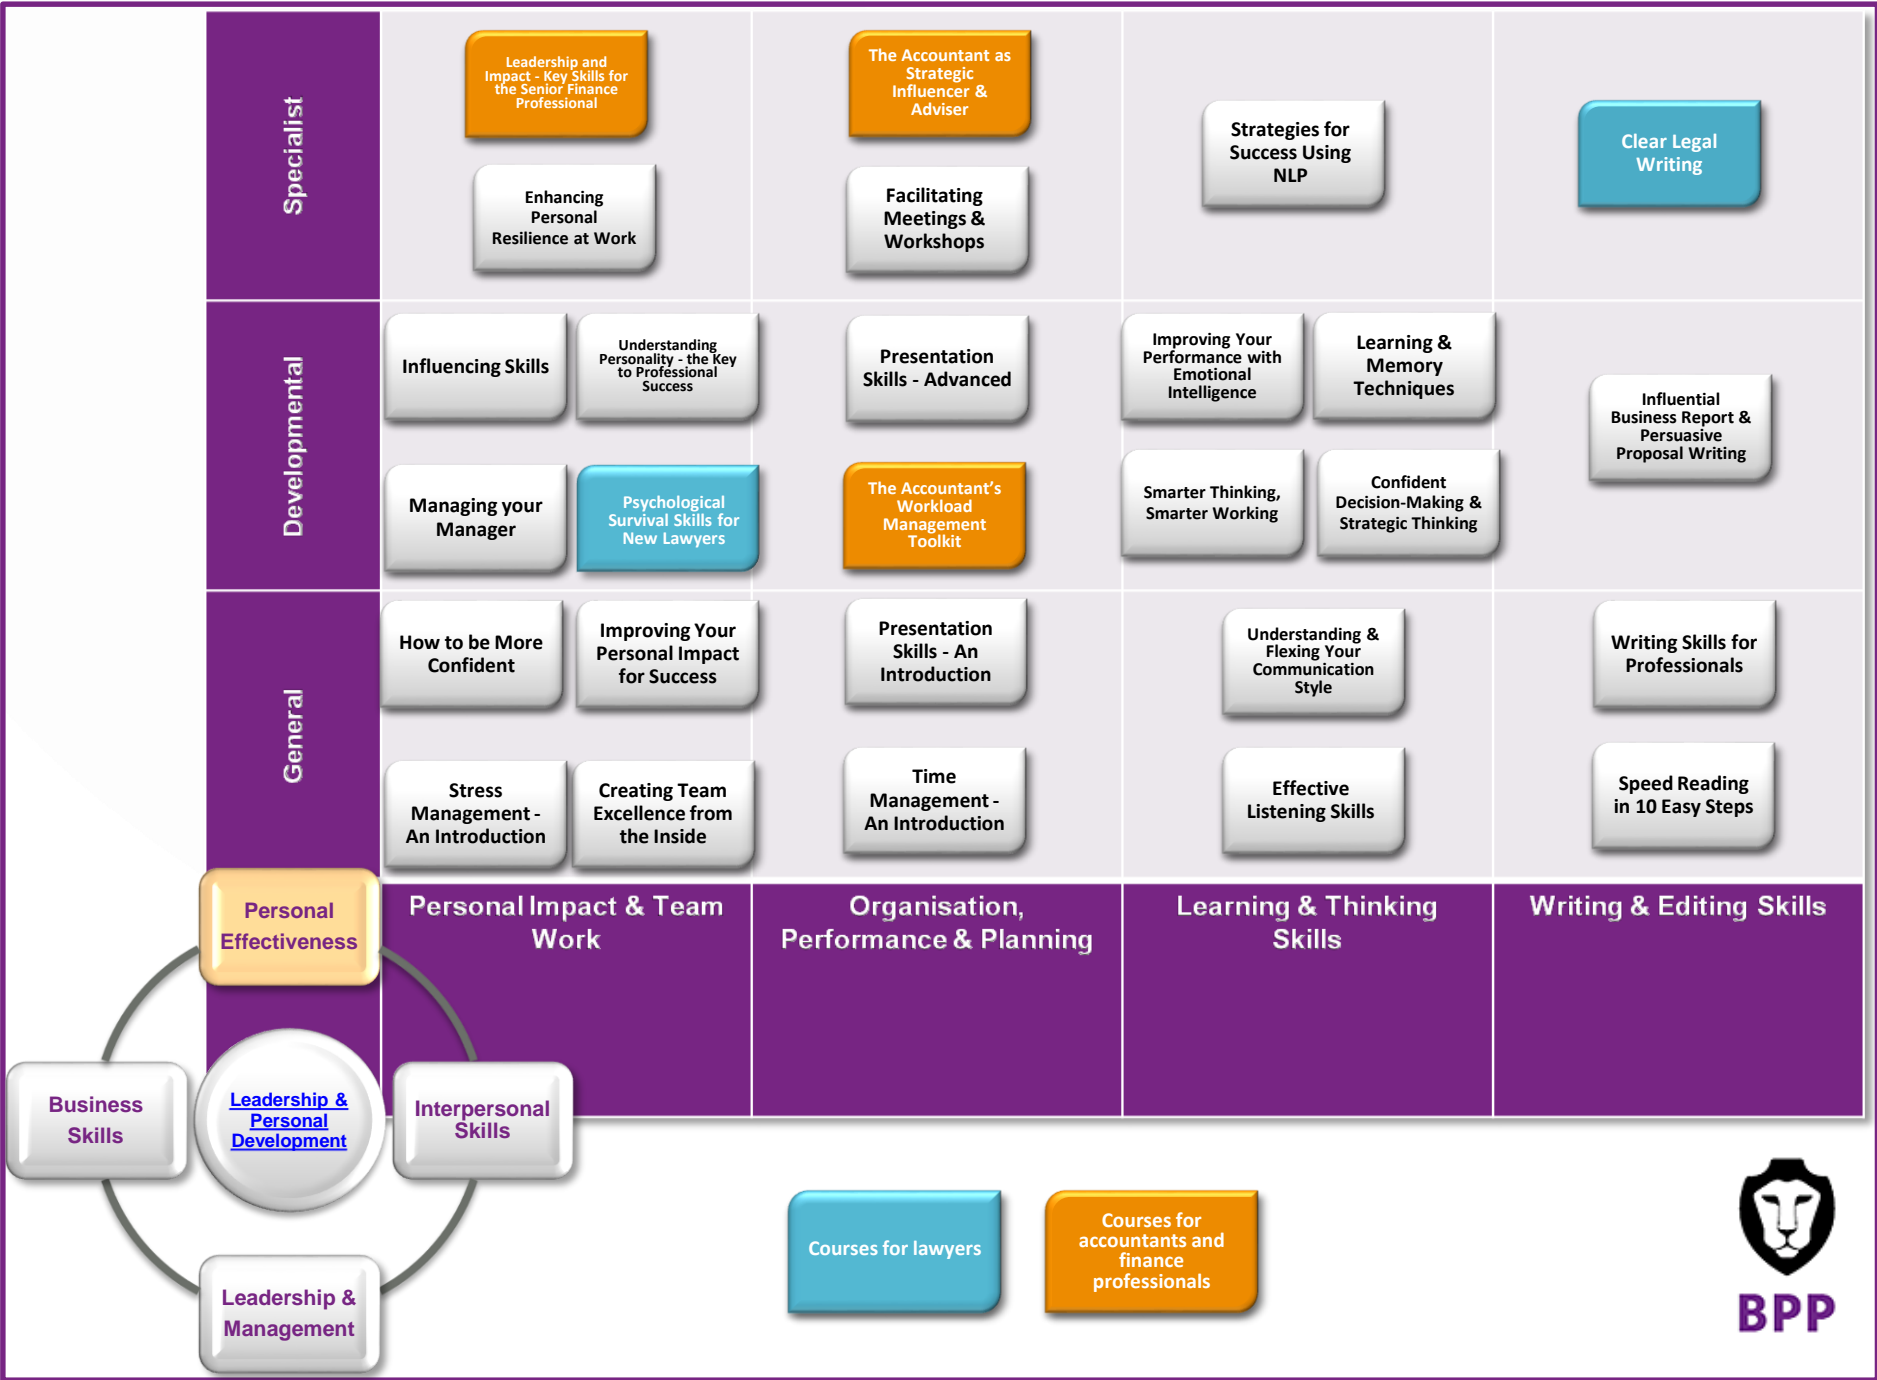 Specialist
Leadership and
Impact - Key Skills for
the Senior Finance
Professional
The Accountant as
Strategic
Influencer &
Adviser
Strategies for
Success Using
NLP
Clear Legal
Writing
Enhancing
Personal
Resilience at Work
Facilitating
Meetings &
Workshops
Developmental
Influencing Skills
Understanding
Personality - the Key
to Professional
Success
Presentation
Skills - Advanced
Improving Your
Performance with
Emotional
Intelligence
Learning &
Memory
Techniques
Influential
Business Report &
Persuasive
Proposal Writing
Managing your
Manager
Psychological
Survival Skills for
New Lawyers
The Accountant’s
Workload
Management
Toolkit
Smarter Thinking,
Smarter Working
Confident
Decision-Making &
Strategic Thinking
General
How to be More
Confident
Improving Your
Personal Impact
for Success
Presentation
Skills - An
Introduction
Understanding &
Flexing Your
Communication
Style
Writing Skills for
Professionals
Stress
Management -
An Introduction
Creating Team
Excellence from
the Inside
Time
Management -
An Introduction
Effective
Listening Skills
Speed Reading
in 10 Easy Steps
Personal Impact & Team
Work
Organisation,
Performance & Planning
Learning & Thinking
Skills
Writing & Editing Skills
Personal
Effectiveness
Business
Skills
Leadership &
Personal
Development
Interpersonal
Skills
Leadership &
Management
Courses for lawyers
Courses for
accountants and
finance
professionals
BPP